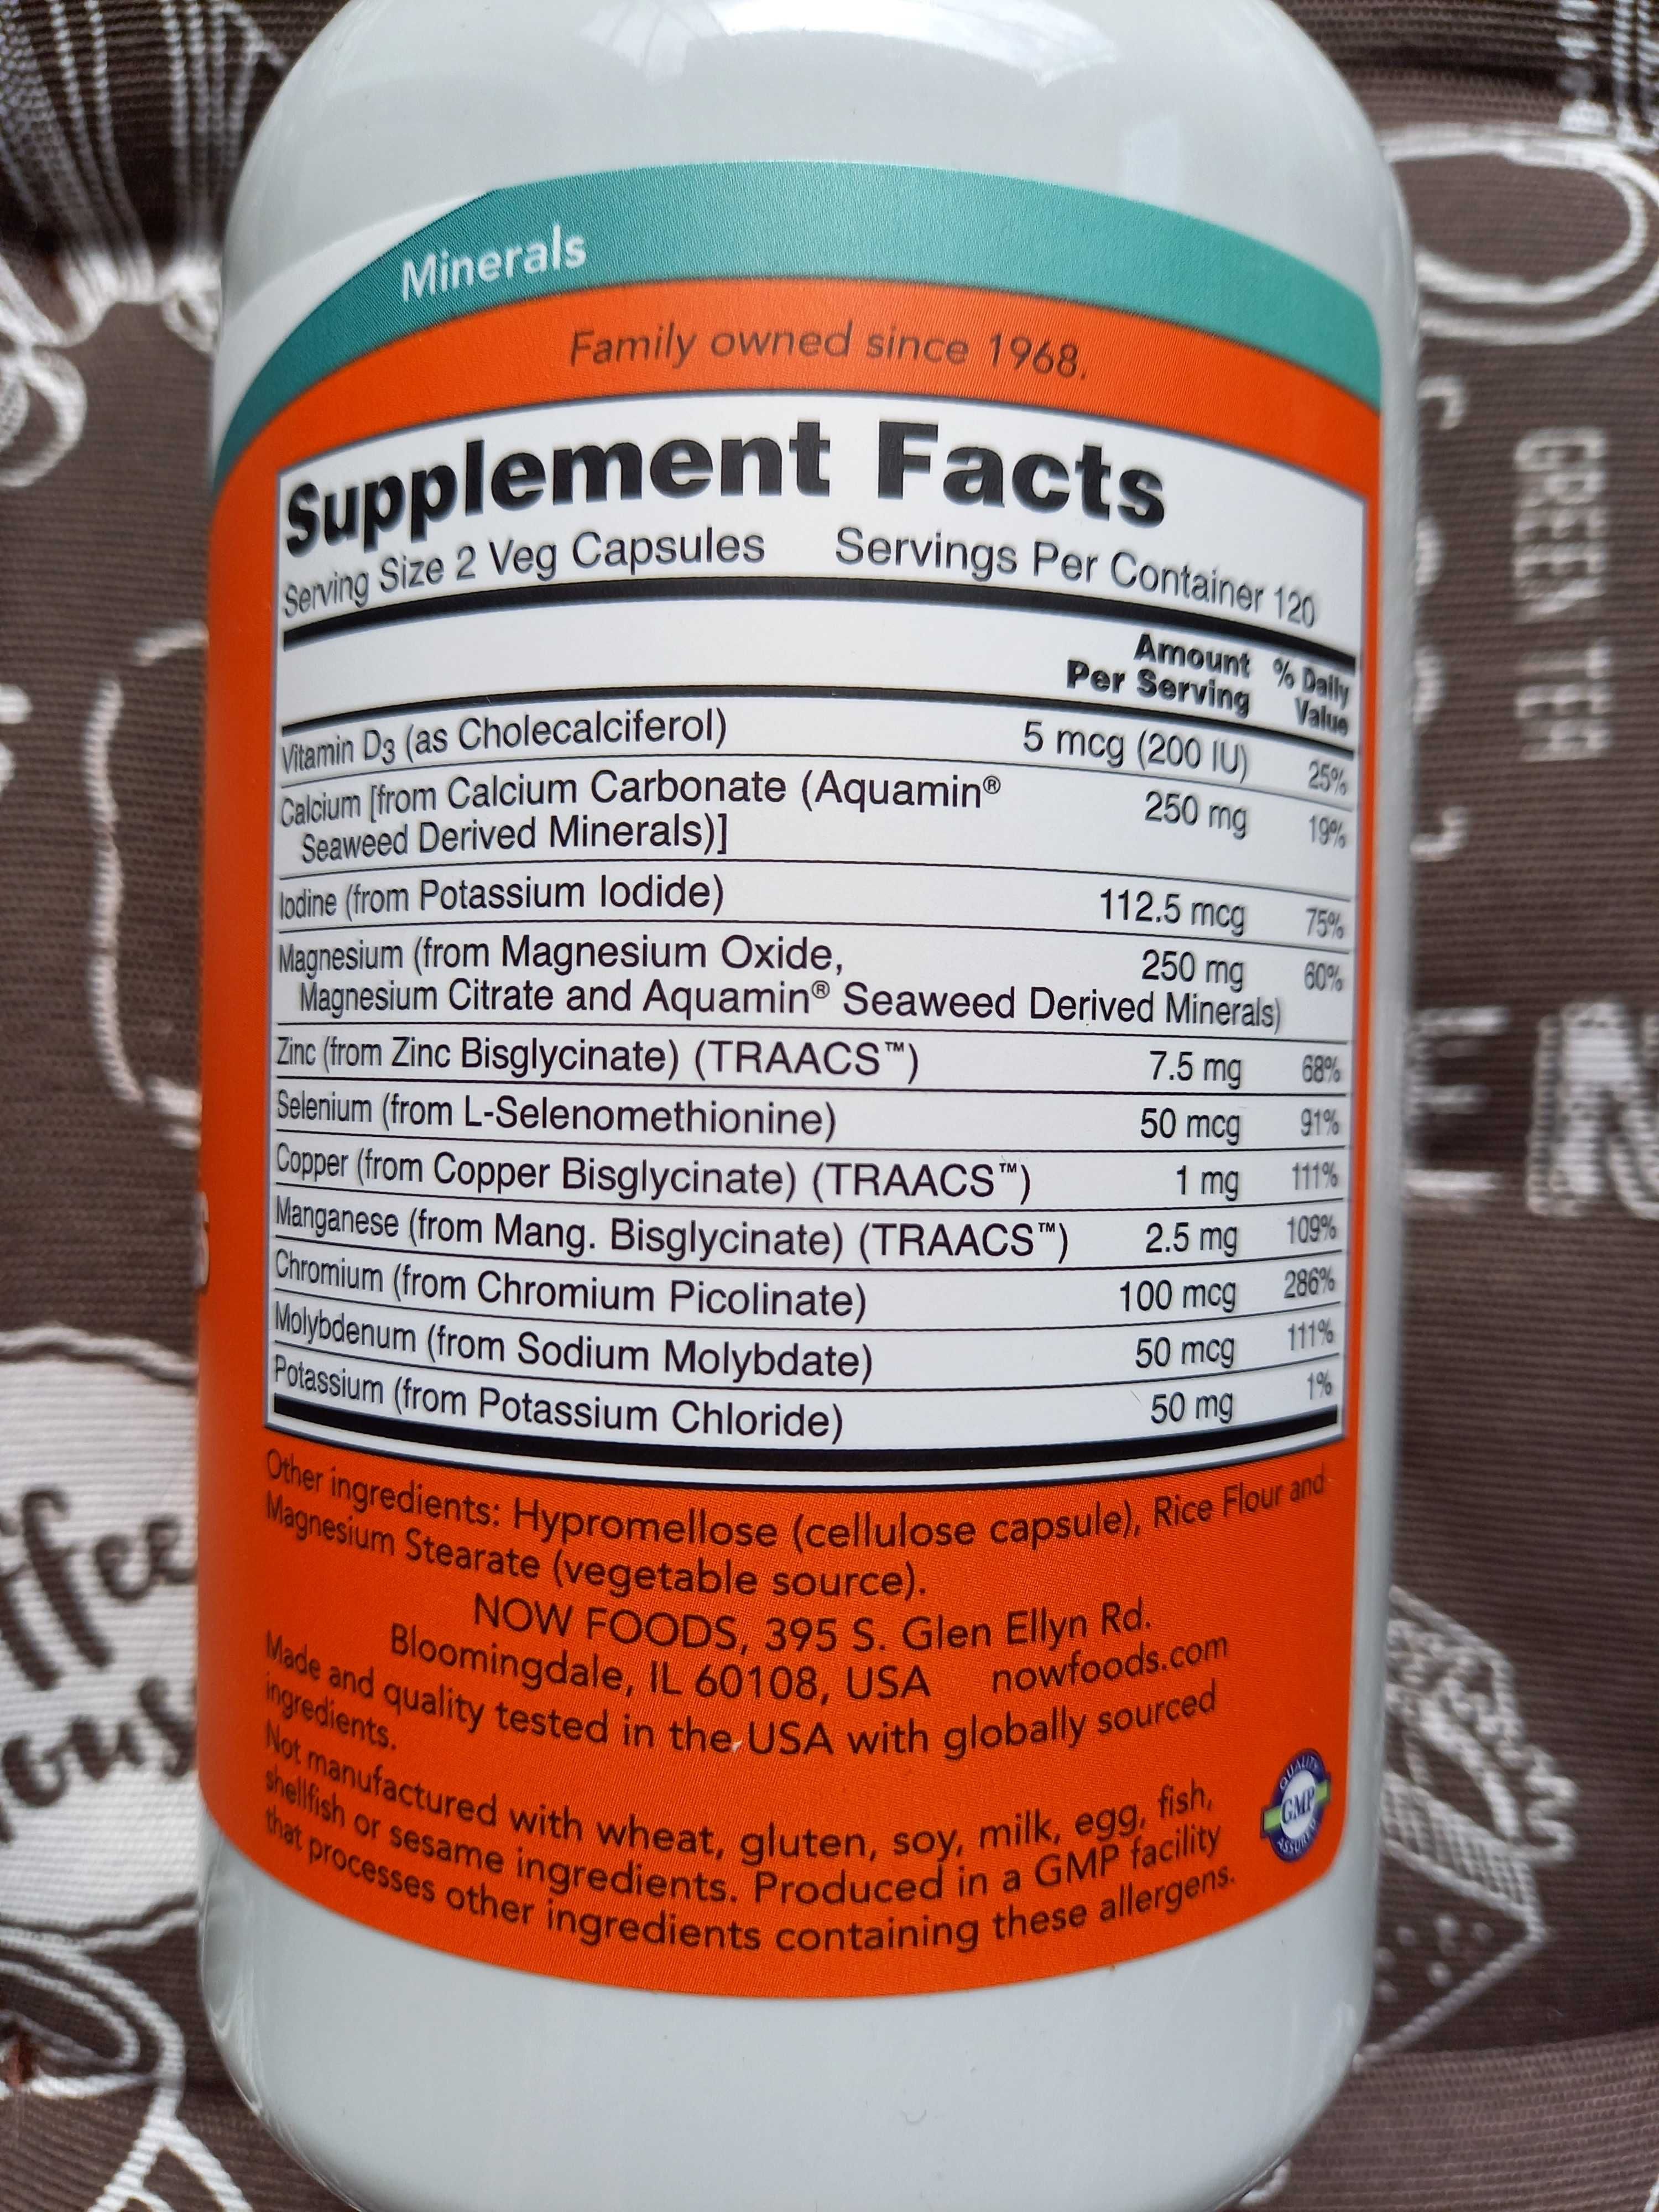 Minerals
Family owned since 1968.
Supplement Facts
Serving Size 2 Veg Capsules Servings Per Container 120
Amount Per Serving % Daily Value
Vitamin D3 (as Cholecalciferol) 5 mcg (200 IU) 25%
Calcium [from Calcium Carbonate (Aquamin® 250 mg 19%
Seaweed Derived Minerals)]
Iodine (from Potassium Iodide) 112.5 mcg 75%
Magnesium (from Magnesium Oxide, 250 mg 60%
Magnesium Citrate and Aquamin® Seaweed Derived Minerals)
Zinc (from Zinc Bisglycinate) (TRAACS™) 7.5 mg 68%
Selenium (from L-Selenomethionine) 50 mcg 91%
Copper (from Copper Bisglycinate) (TRAACS™) 1 mg 111%
Manganese (from Mang. Bisglycinate) (TRAACS™) 2.5 mg 109%
Chromium (from Chromium Picolinate) 100 mcg 286%
Molybdenum (from Sodium Molybdate) 50 mcg 111%
Potassium (from Potassium Chloride) 50 mg 1%
Other ingredients: Hypromellose (cellulose capsule), Rice Flour and
Magnesium Stearate (vegetable source).
NOW FOODS, 395 S. Glen Ellyn Rd.
Bloomingdale, IL 60108, USA nowfoods.com
Made and quality tested in the USA with globally sourced
ingredients.
Not manufactured with wheat, gluten, soy, milk, egg, fish,
shellfish or sesame ingredients. Produced in a GMP facility
that processes other ingredients containing these allergens.
QUALITY
GMP
ASSURED
GREEN TEA